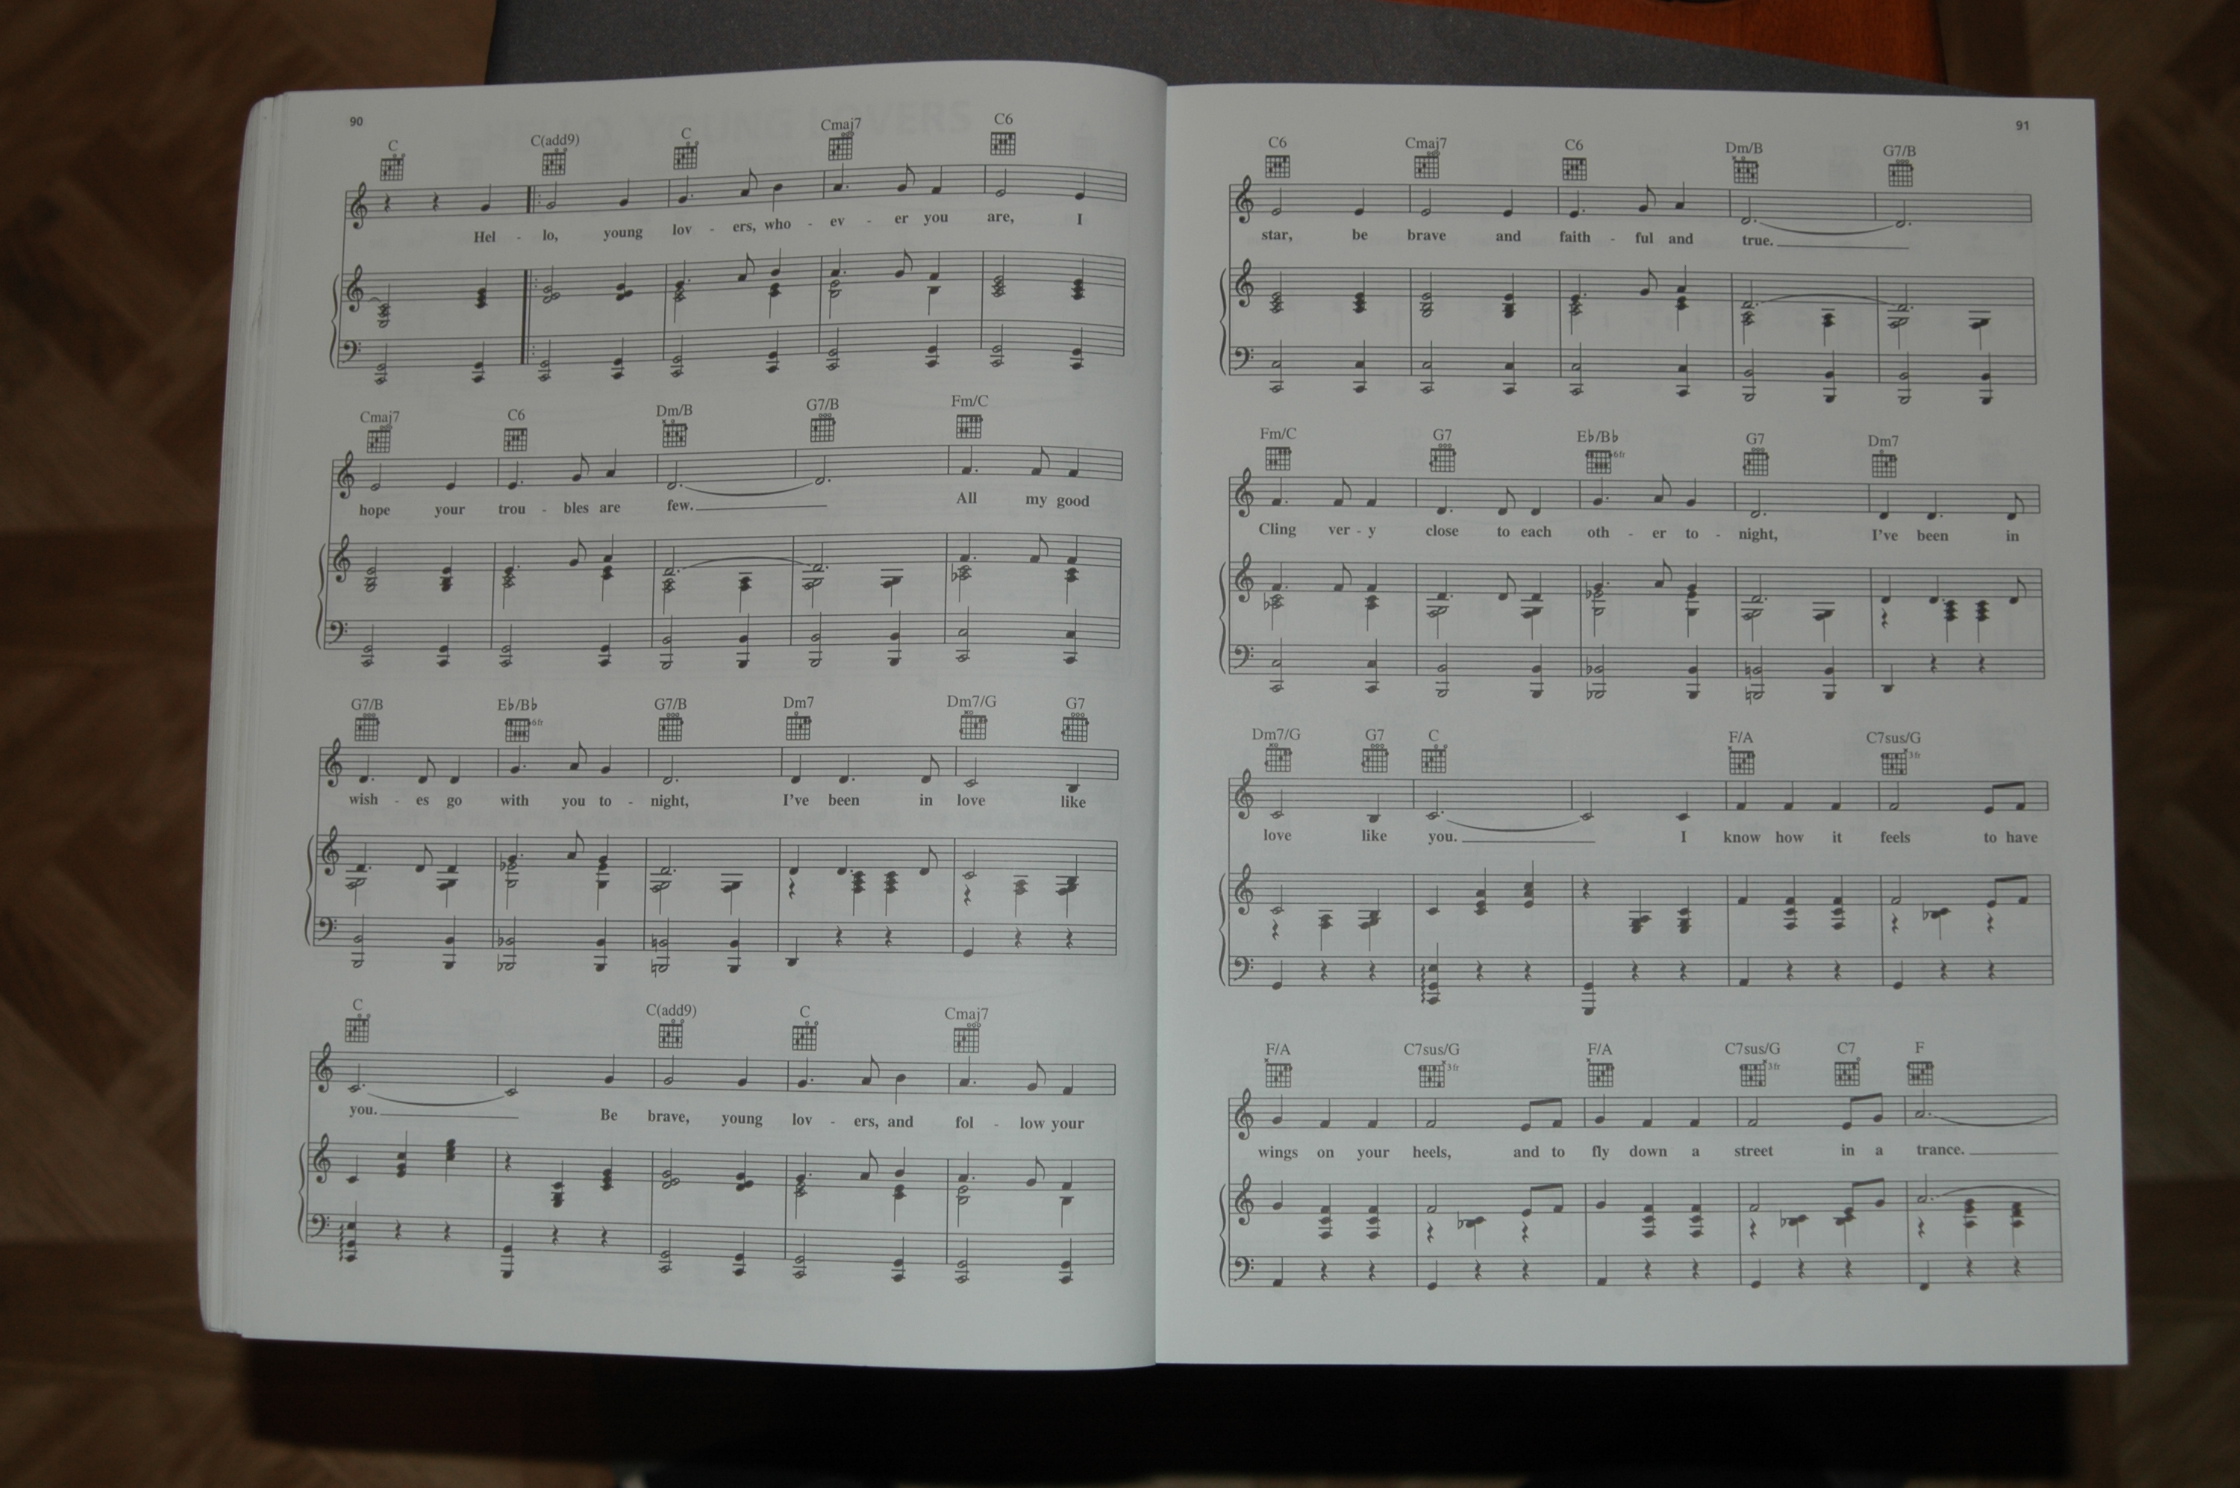 90
C C(add9) C Cmaj7 C6
Hel - lo, young lov - ers, who - ev - er you are, I
Cmaj7 C6 Dm/B G7/B Fm/C
hope your trou - bles are few. All my good
G7/B E♭/B♭ G7/B Dm7 Dm7/G G7
6fr
wish - es go with you to - night, I've been in love like
C C(add9) C Cmaj7
you. Be brave, young lov - ers, and fol - low your
91
C6 Cmaj7 C6 Dm/B G7/B
star, be brave and faith - ful and true.
Fm/C G7 E♭/B♭ G7 Dm7
6fr
Cling ver - y close to each oth - er to - night, I've been in
Dm7/G G7 C F/A C7sus/G
3fr
love like you. I know how it feels to have
F/A C7sus/G F/A C7sus/G C7 F
3fr 3fr
wings on your heels, and to fly down a street in a trance.